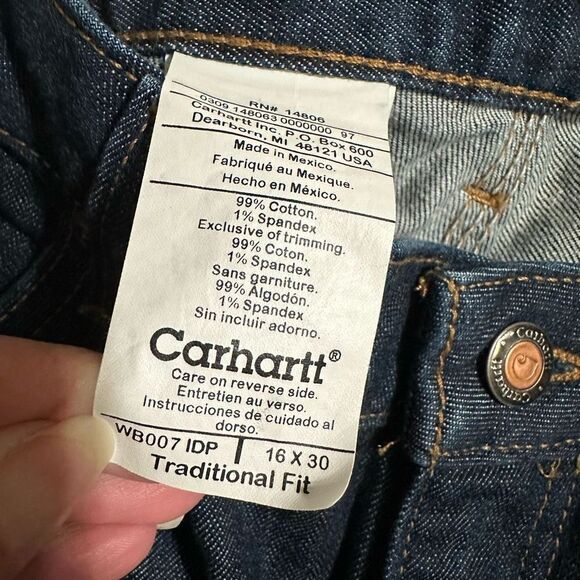 RN# 14806
0309 148063 0000000 97
Carhartt Inc, P.O. Box 600
Dearborn, MI 48121 USA
Made in Mexico.
Fabriqué au Mexique.
Hecho en México.
99% Cotton.
1% Spandex
Exclusive of trimming.
99% Coton.
1% Spandex
Sans garniture.
99% Algodón.
1% Spandex
Sin incluir adorno.
Carhartt®
Care on reverse side.
Entretien au verso.
Instrucciones de cuidado al
dorso.
WB007 IDP 16 X 30
Traditional Fit
Carhartt
Carhartt